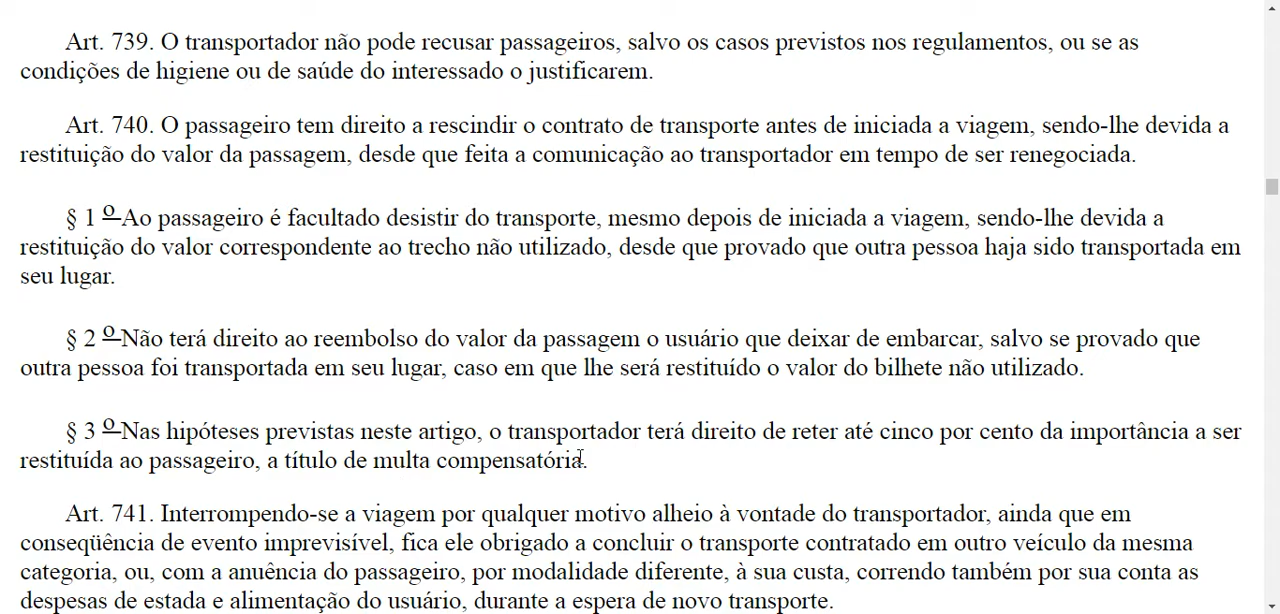 Art. 739. O transportador não pode recusar passageiros, salvo os casos previstos nos regulamentos, ou se as
condições de higiene ou de saúde do interessado o justificarem.
Art. 740. O passageiro tem direito a rescindir o contrato de transporte antes de iniciada a viagem, sendo-lhe devida a
restituição do valor da passagem, desde que feita a comunicação ao transportador em tempo de ser renegociada.
§ 1 o Ao passageiro é facultado desistir do transporte, mesmo depois de iniciada a viagem, sendo-lhe devida a
restituição do valor correspondente ao trecho não utilizado, desde que provado que outra pessoa haja sido transportada em
seu lugar.
§ 2 o Não terá direito ao reembolso do valor da passagem o usuário que deixar de embarcar, salvo se provado que
outra pessoa foi transportada em seu lugar, caso em que lhe será restituído o valor do bilhete não utilizado.
§ 3 o Nas hipóteses previstas neste artigo, o transportador terá direito de reter até cinco por cento da importância a ser
restituída ao passageiro, a título de multa compensatória.
Art. 741. Interrompendo-se a viagem por qualquer motivo alheio à vontade do transportador, ainda que em
conseqüência de evento imprevisível, fica ele obrigado a concluir o transporte contratado em outro veículo da mesma
categoria, ou, com a anuência do passageiro, por modalidade diferente, à sua custa, correndo também por sua conta as
despesas de estada e alimentação do usuário, durante a espera de novo transporte.